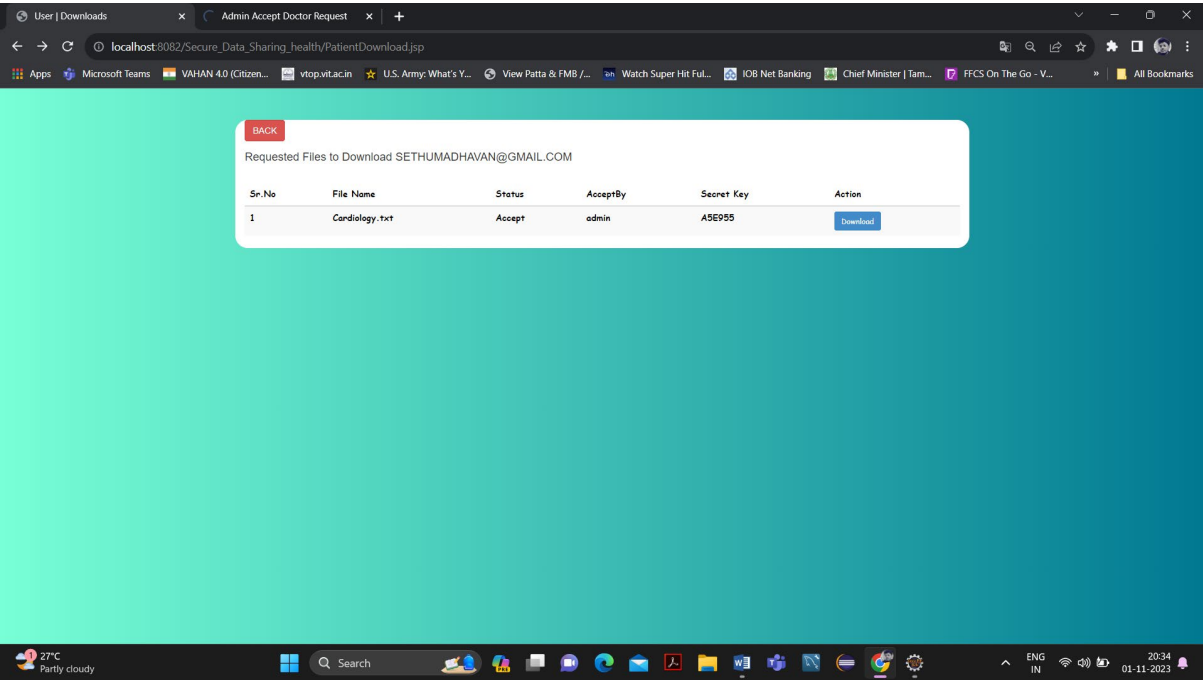 User | Downloads
Admin Accept Doctor Request
localhost:8082/Secure_Data_Sharing_health/PatientDownload.jsp
Apps Microsoft Teams VAHAN 4.0 (Citizen... vtop.vit.ac.in U.S. Army: What's Y... View Patta & FMB /... Watch Super Hit Ful... IOB Net Banking Chief Minister | Tam... FFCS On The Go - V... » All Bookmarks
BACK
Requested Files to Download SETHUMADHAVAN@GMAIL.COM
Sr.No File Name Status AcceptBy Secret Key Action
1 Cardiology.txt Accept admin A5E955 Download
1 27°C
Partly cloudy
Search
ENG
IN
20:34
01-11-2023